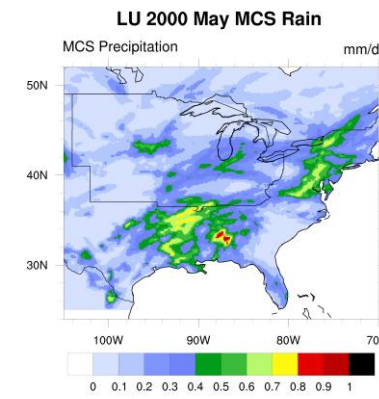 LU 2000 May MCS Rain
MCS Precipitation mm/d
50N
40N
30N
100W 90W 80W 70
0 0.1 0.2 0.3 0.4 0.5 0.6 0.7 0.8 0.9 1